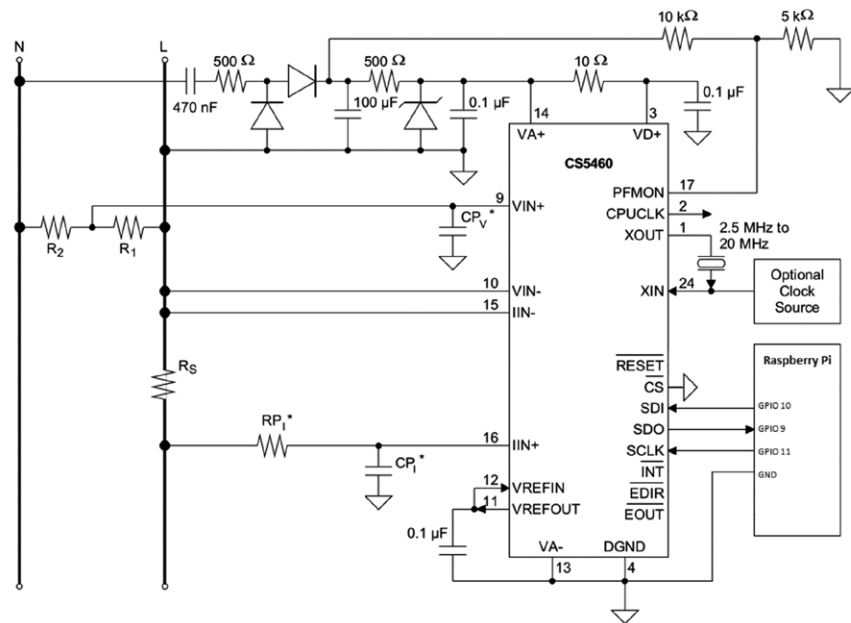 N
L
470 nF
500 Ω
100 µF
500 Ω
0.1 µF
10 Ω
0.1 µF
10 kΩ
5 kΩ
14
VA+
3
VD+
CS5460
PFMON
17
CPUCLK
2
XOUT
1
2.5 MHz to
20 MHz
XIN
24
Optional
Clock
Source
9
VIN+
CPV*
R2
R1
10
VIN-
15
IIN-
RS
RPI*
16
IIN+
CPI*
12
VREFIN
11
VREFOUT
0.1 µF
VA-
13
DGND
4
RESET
CS
SDI
SDO
SCLK
INT
EDIR
EOUT
Raspberry Pi
GPIO 10
GPIO 9
GPIO 11
GND